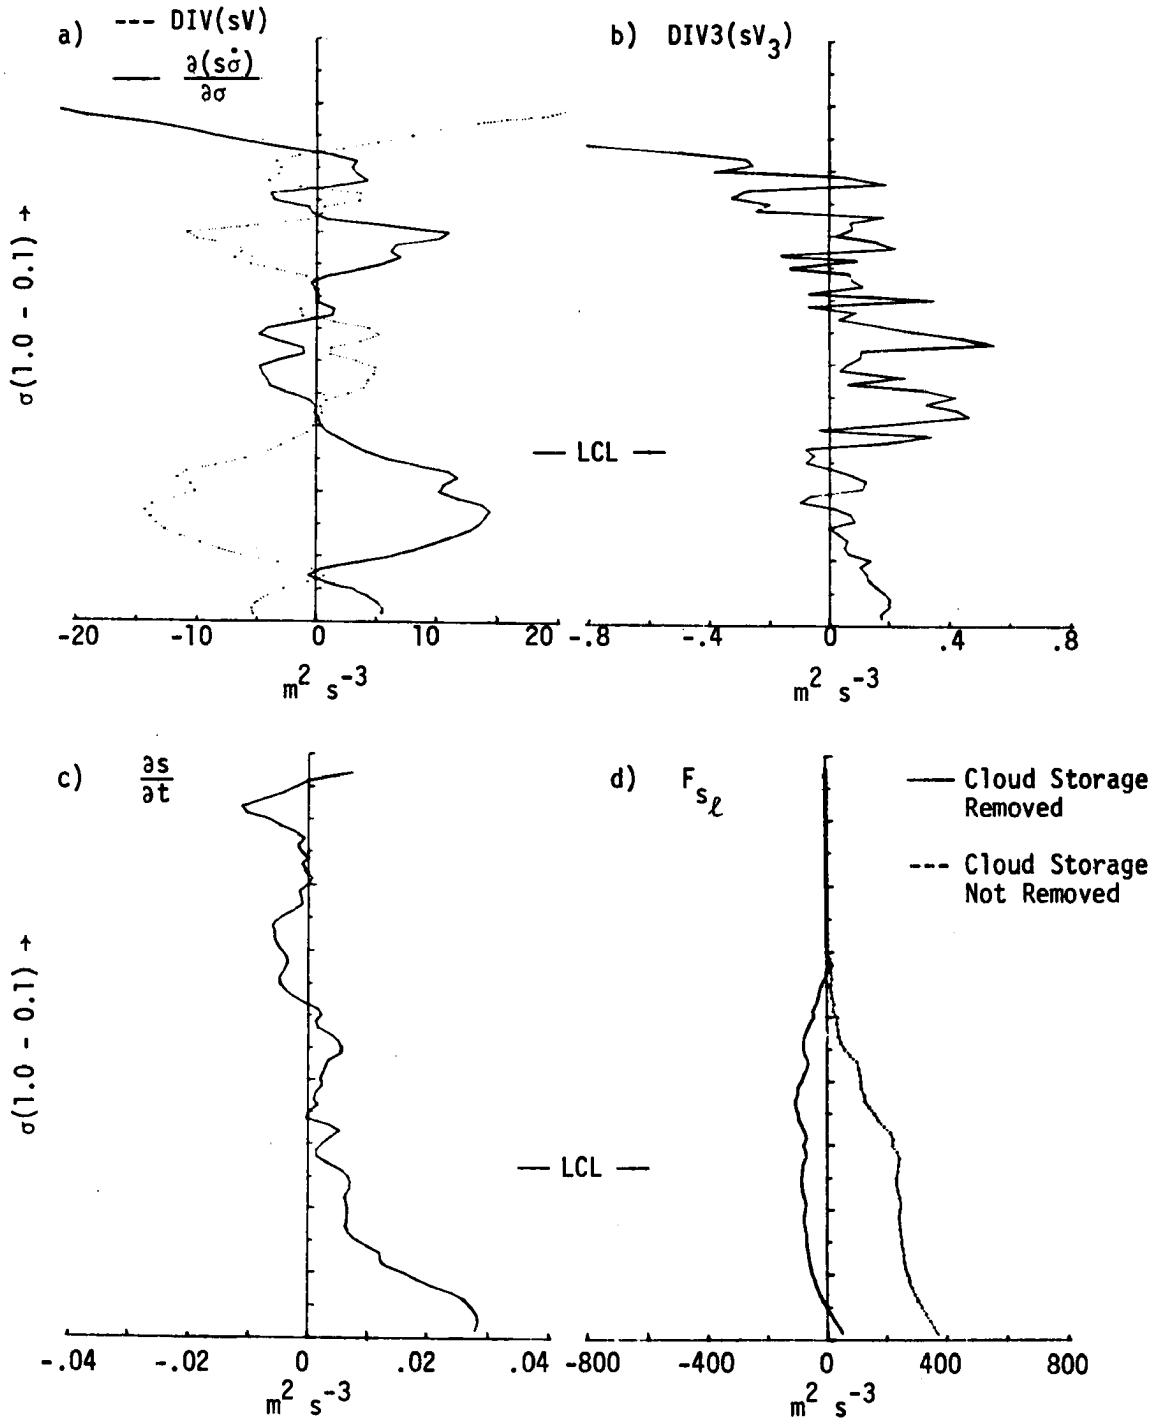 a) --- DIV(sV)
— ∂(sσ̇)/∂σ
b) DIV3(sV₃)
σ(1.0 - 0.1) →
— LCL —
-20 -10 0 10 20
m² s⁻³
-.8 -.4 0 .4 .8
m² s⁻³
c) ∂s/∂t
d) F_sℓ
— Cloud Storage
Removed
--- Cloud Storage
Not Removed
σ(1.0 - 0.1) →
— LCL —
-.04 -.02 0 .02 .04
m² s⁻³
-800 -400 0 400 800
m² s⁻³